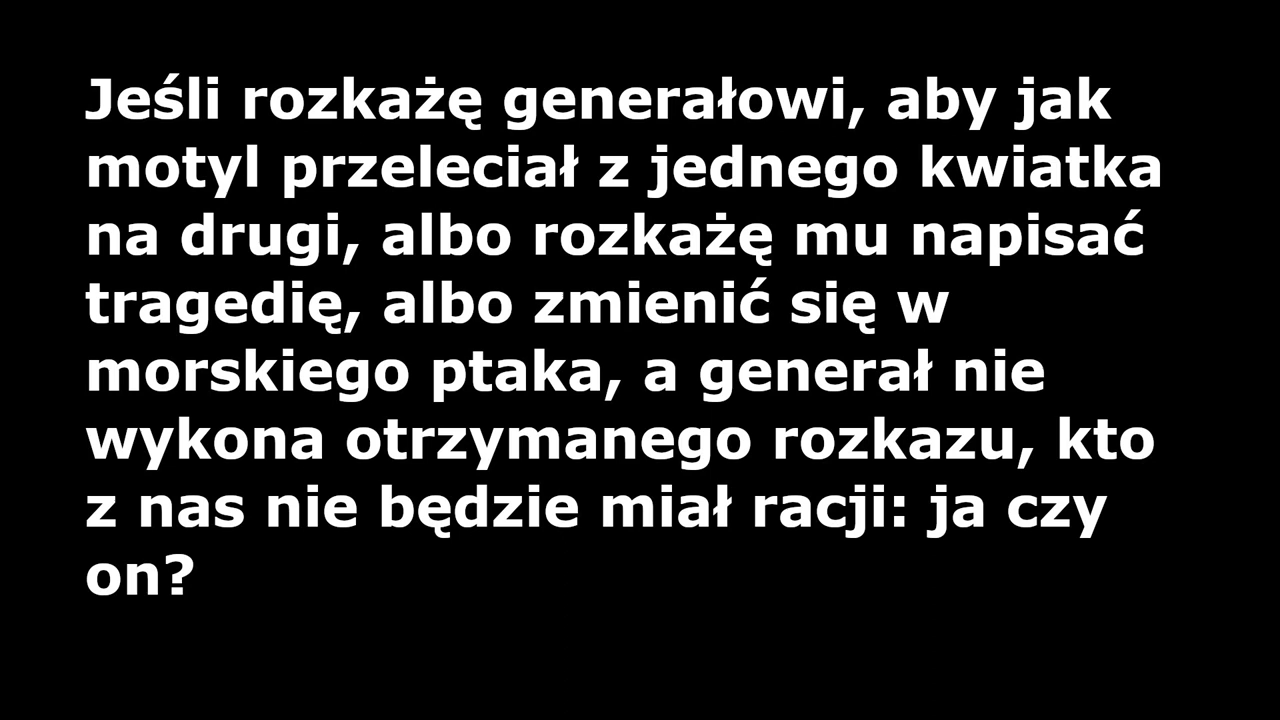 Jeśli rozkażę generałowi, aby jak
motyl przeleciał z jednego kwiatka
na drugi, albo rozkażę mu napisać
tragedię, albo zmienić się w
morskiego ptaka, a generał nie
wykona otrzymanego rozkazu, kto
z nas nie będzie miał racji: ja czy
on?